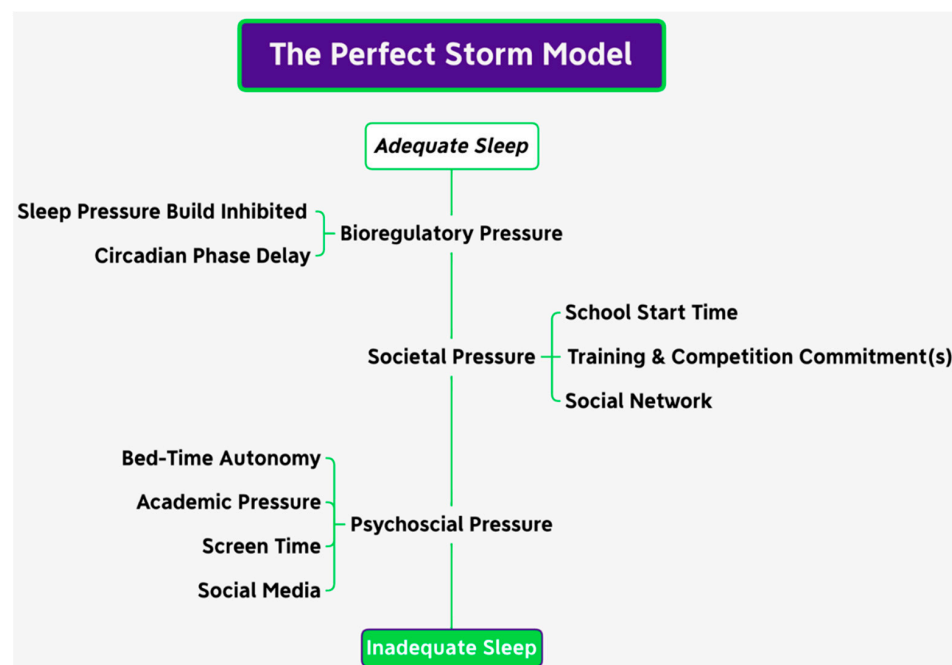 The Perfect Storm Model
Adequate Sleep
Sleep Pressure Build Inhibited
Circadian Phase Delay
Bioregulatory Pressure
School Start Time
Societal Pressure
Training & Competition Commitment(s)
Social Network
Bed-Time Autonomy
Academic Pressure
Screen Time
Social Media
Psychoscial Pressure
Inadequate Sleep